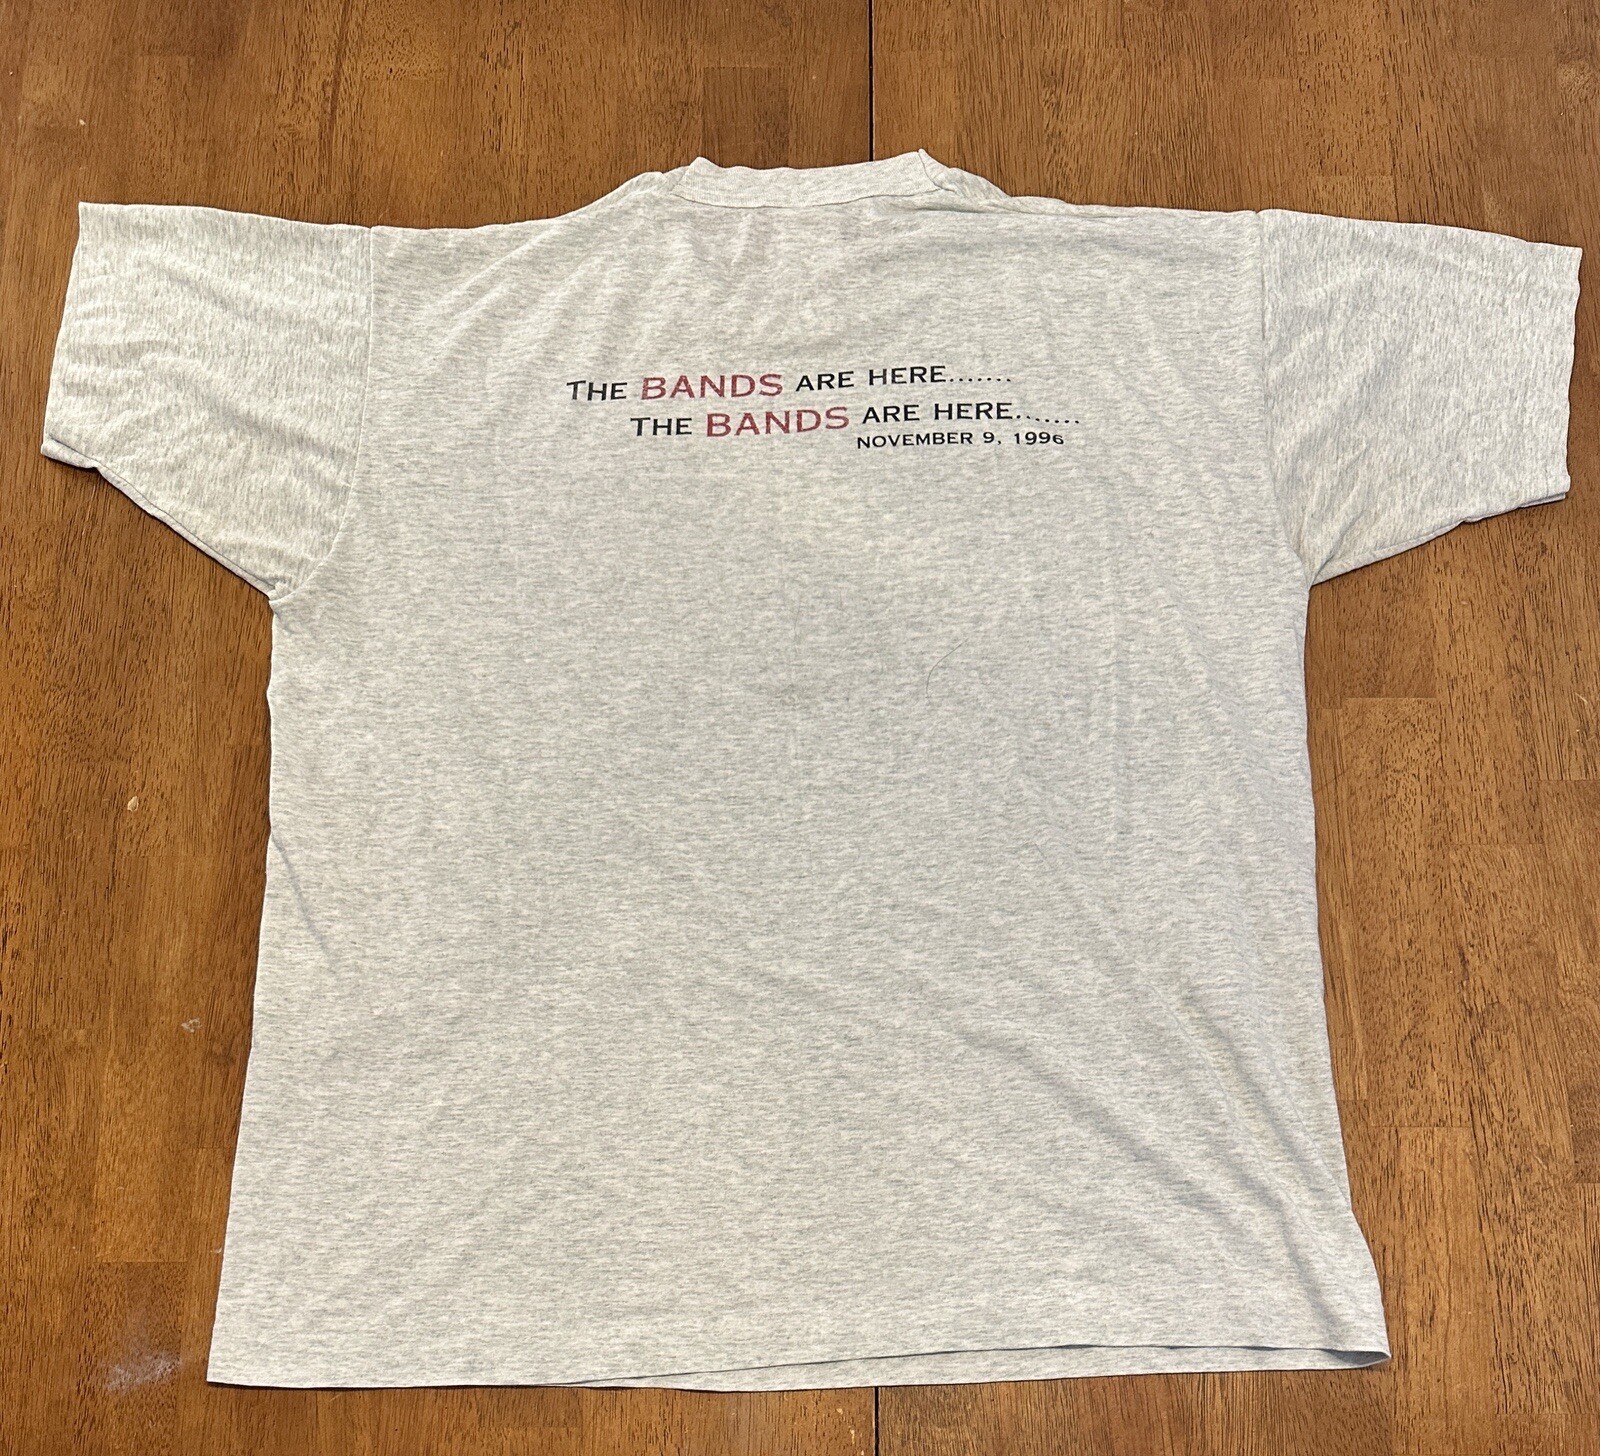 THE BANDS ARE HERE.......
THE BANDS ARE HERE.......
NOVEMBER 9, 1996